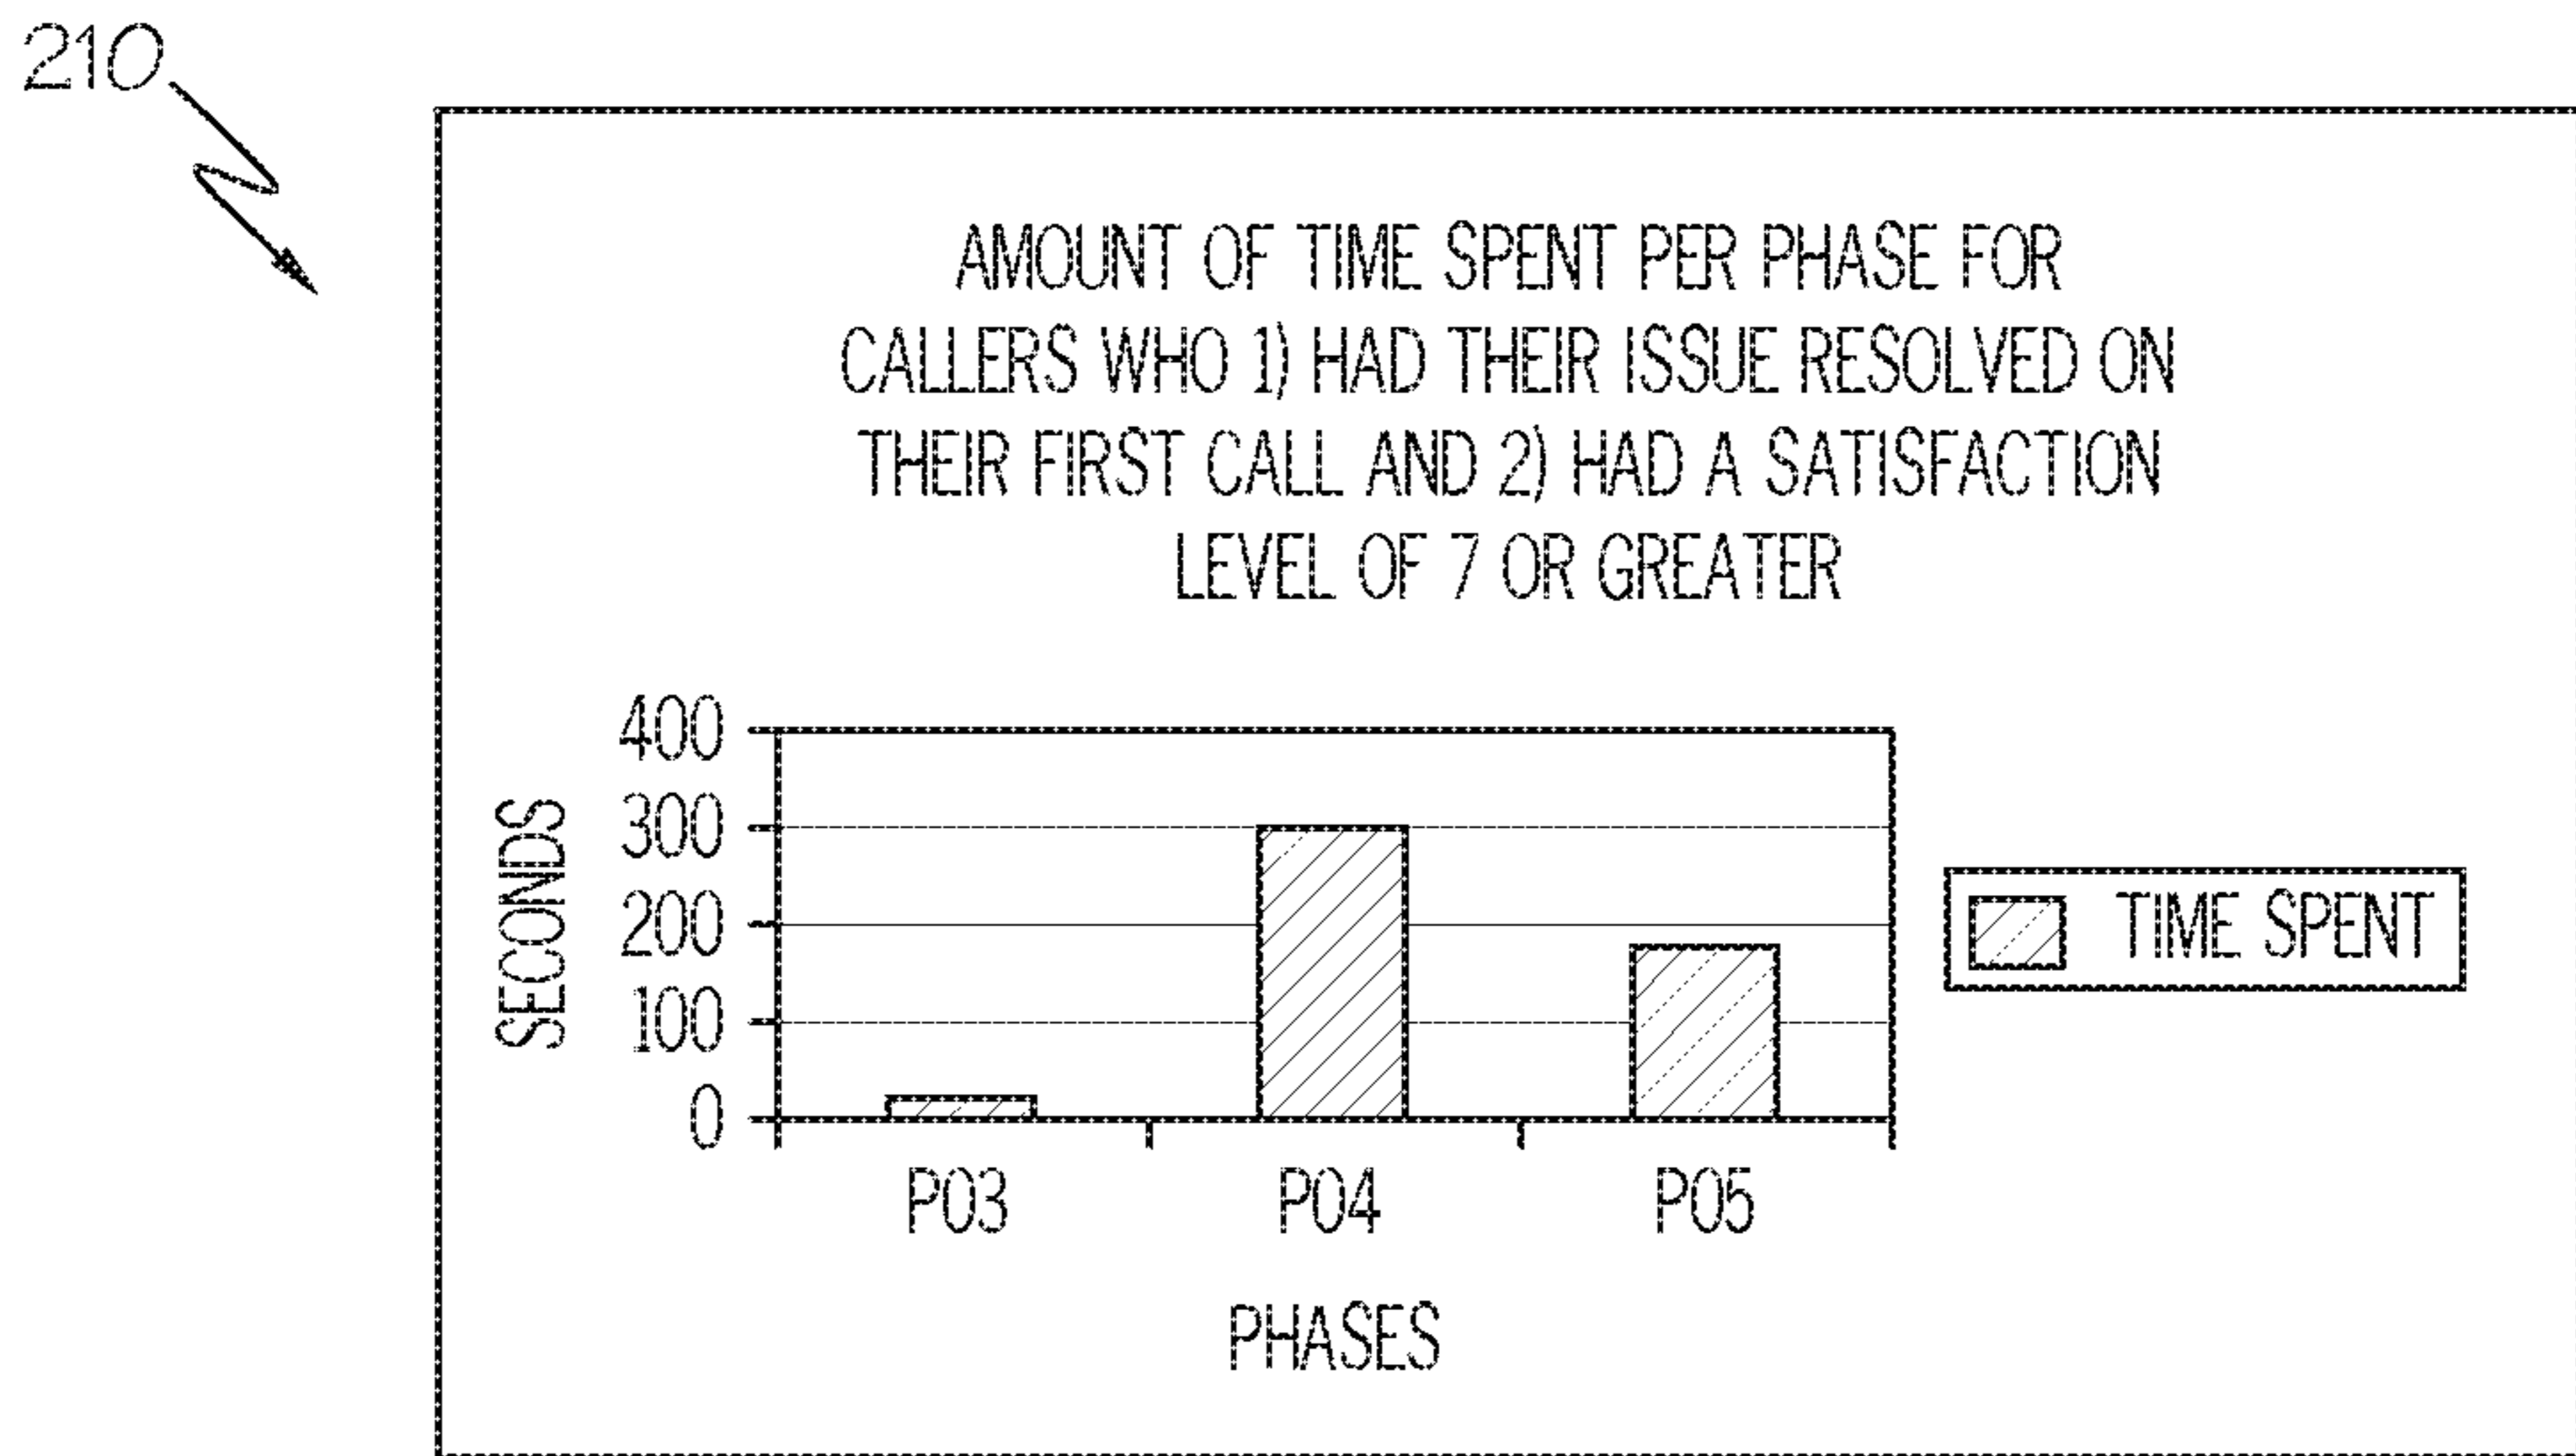 210
AMOUNT OF TIME SPENT PER PHASE FOR
CALLERS WHO 1) HAD THEIR ISSUE RESOLVED ON
THEIR FIRST CALL AND 2) HAD A SATISFACTION
LEVEL OF 7 OR GREATER
SECONDS
400
300
200
100
0
P03 P04 P05
PHASES
TIME SPENT